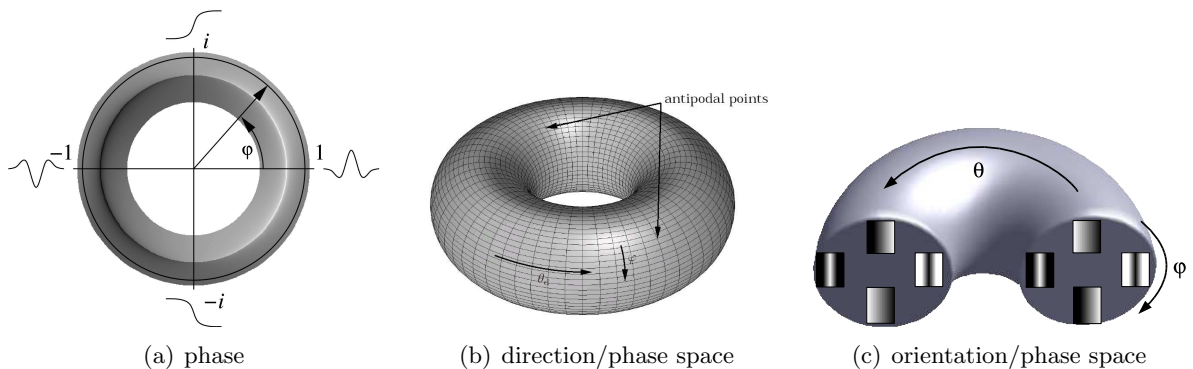 i
−1
1
φ
−i
(a) phase
antipodal points
(b) direction/phase space
θ
φ
(c) orientation/phase space